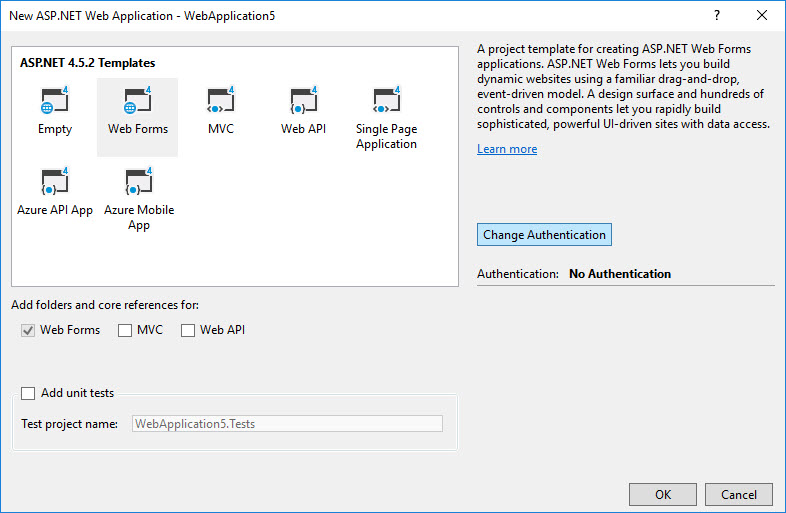 New ASP.NET Web Application - WebApplication5
?
ASP.NET 4.5.2 Templates
4 4 4 4 4
Empty Web Forms MVC Web API Single Page
Application
4 4
Azure API App Azure Mobile
App
A project template for creating ASP.NET Web Forms
applications. ASP.NET Web Forms lets you build
dynamic websites using a familiar drag-and-drop,
event-driven model. A design surface and hundreds of
controls and components let you rapidly build
sophisticated, powerful UI-driven sites with data access.
Learn more
Change Authentication
Authentication: No Authentication
Add folders and core references for:
Web Forms MVC Web API
Add unit tests
Test project name: WebApplication5.Tests
OK Cancel